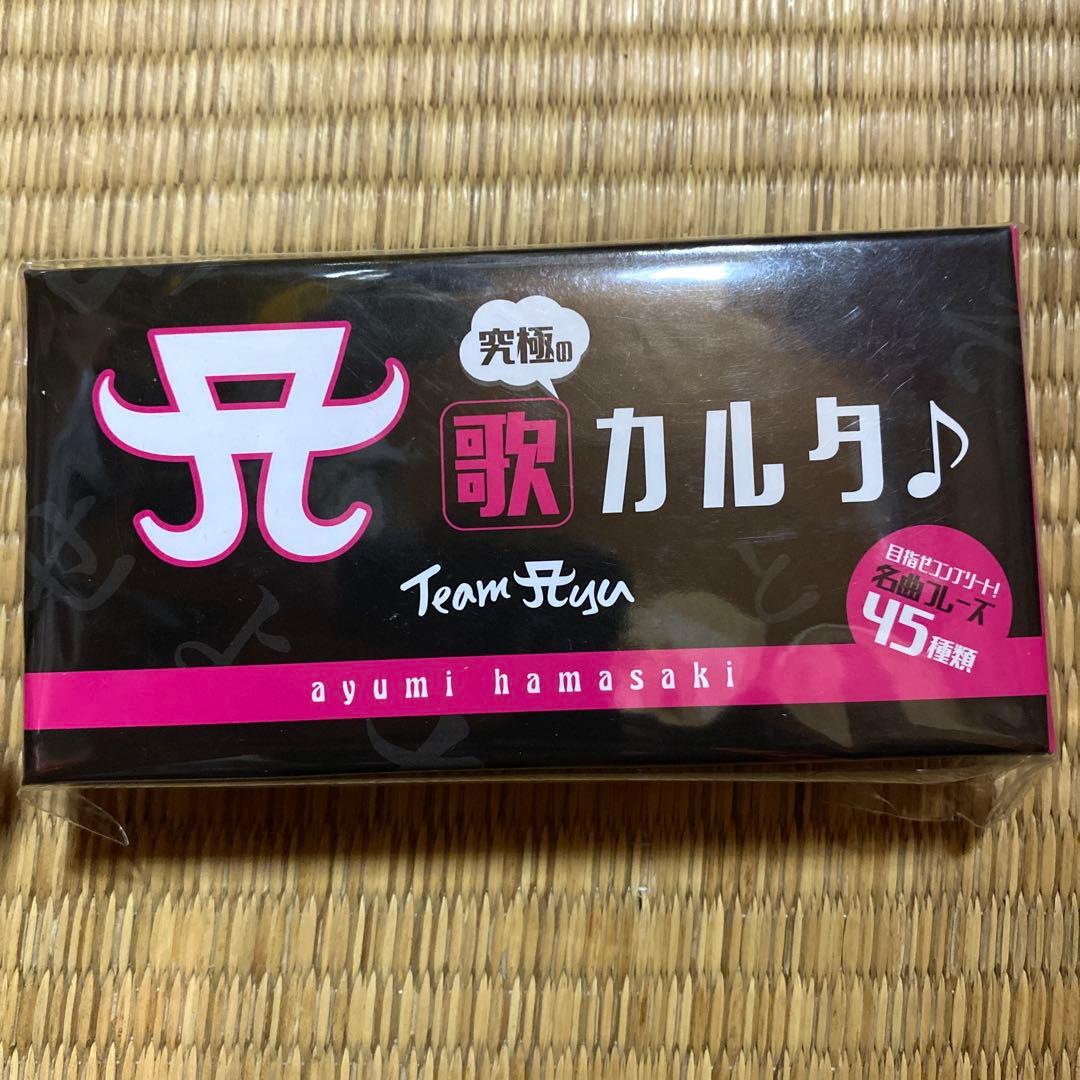 究極の
歌カルタ♪
Team Ayu
目指せコンプリート!
名曲フレーズ
45種類
ayumi hamasaki